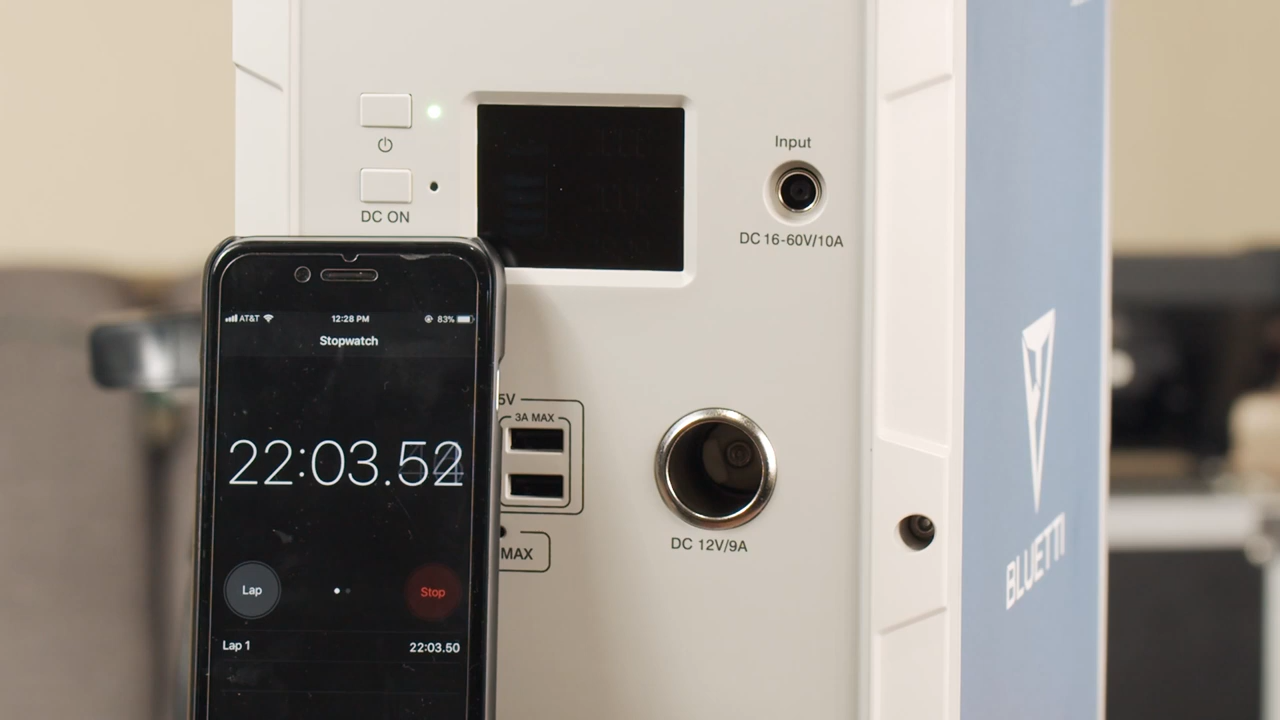 Input
DC ON
DC 16-60V/10A
AT&T 12:28 PM 83%
Stopwatch
5V
3A MAX
22:03.52
DC 12V/9A
MAX
Lap
Stop
Lap 1 22:03.50
BLUETTI